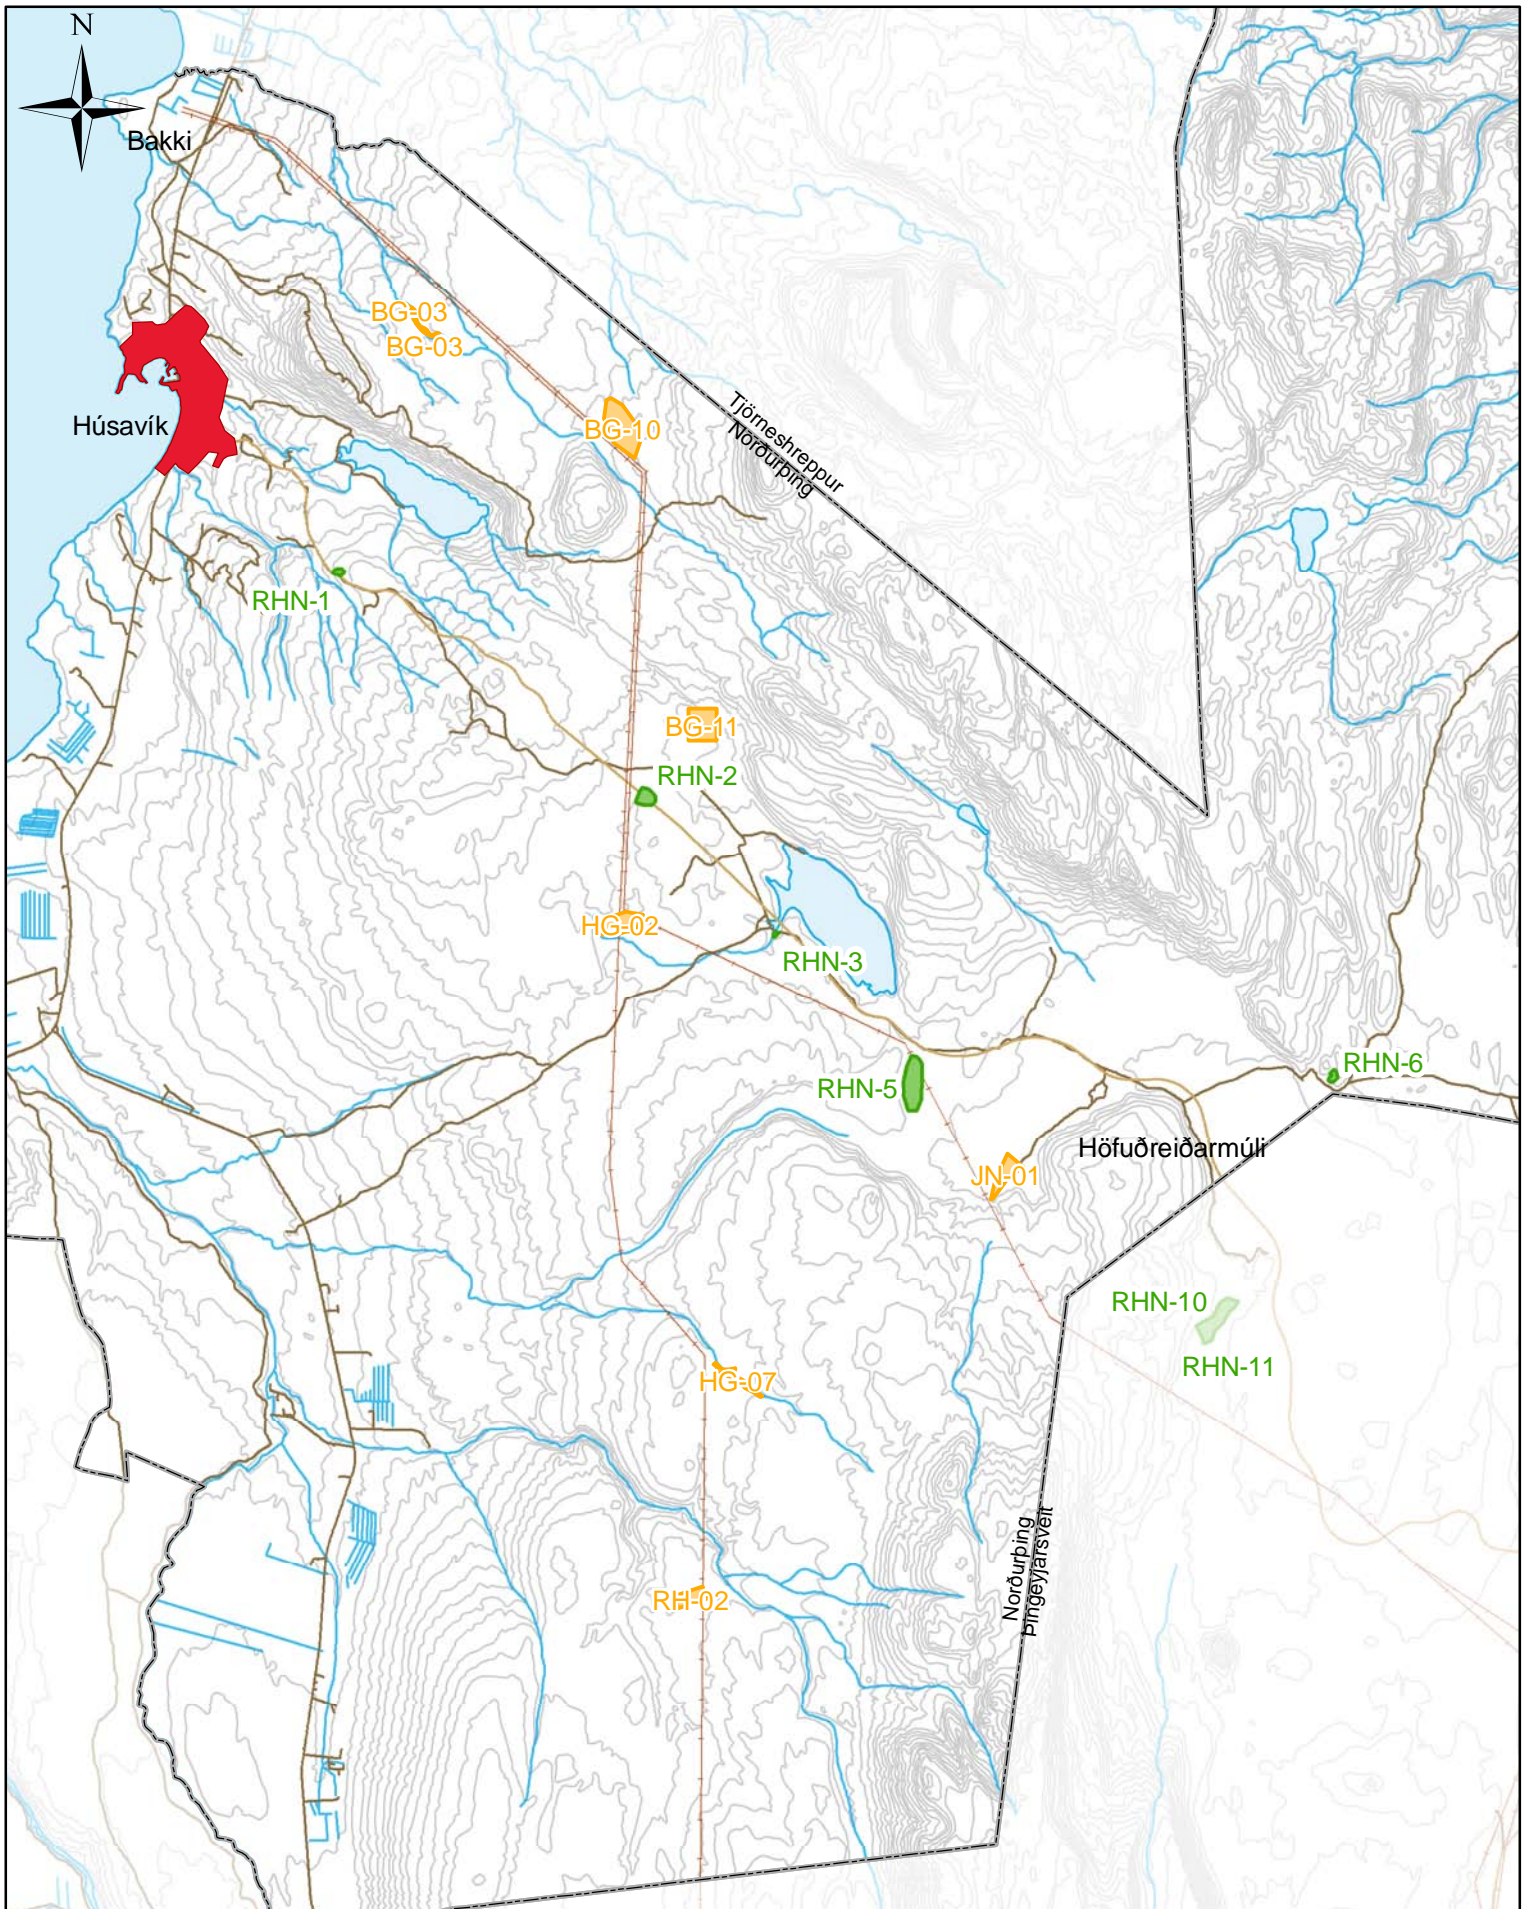 N
Bakki
BG-03
BG-03
Húsavík
BG-10
Tjörneshreppur
Norðurþing
RHN-1
BG-11
RHN-2
HG-02
RHN-3
RHN-5
RHN-6
Höfuðreiðarmúli
JN-01
RHN-10
RHN-11
HG-07
Norðurþing
Þingeyjarsveit
RH-02